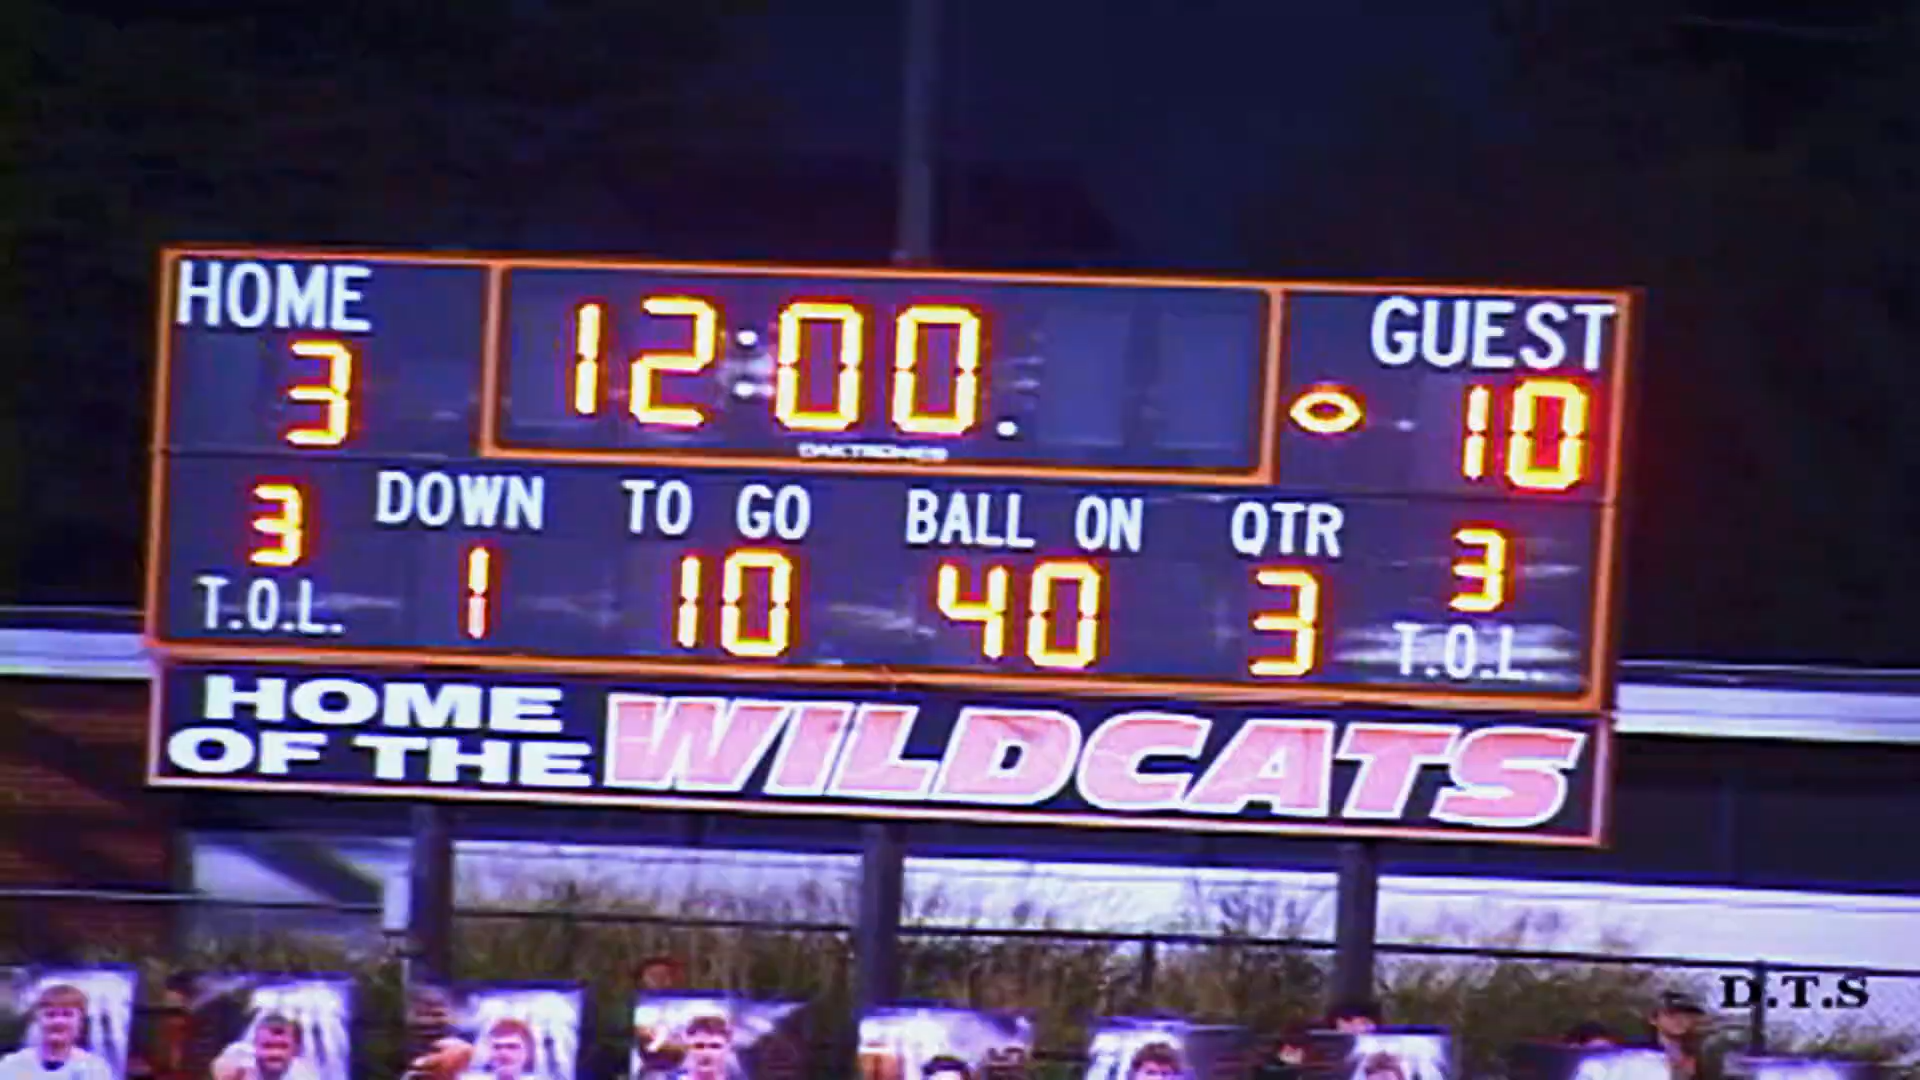 HOME
12:00.
GUEST
3
10
DAKTRONICS
3 DOWN TO GO BALL ON QTR 3
T.O.L. 1 10 40 3 T.O.L.
HOME
OF THE WILDCATS
D.T.S